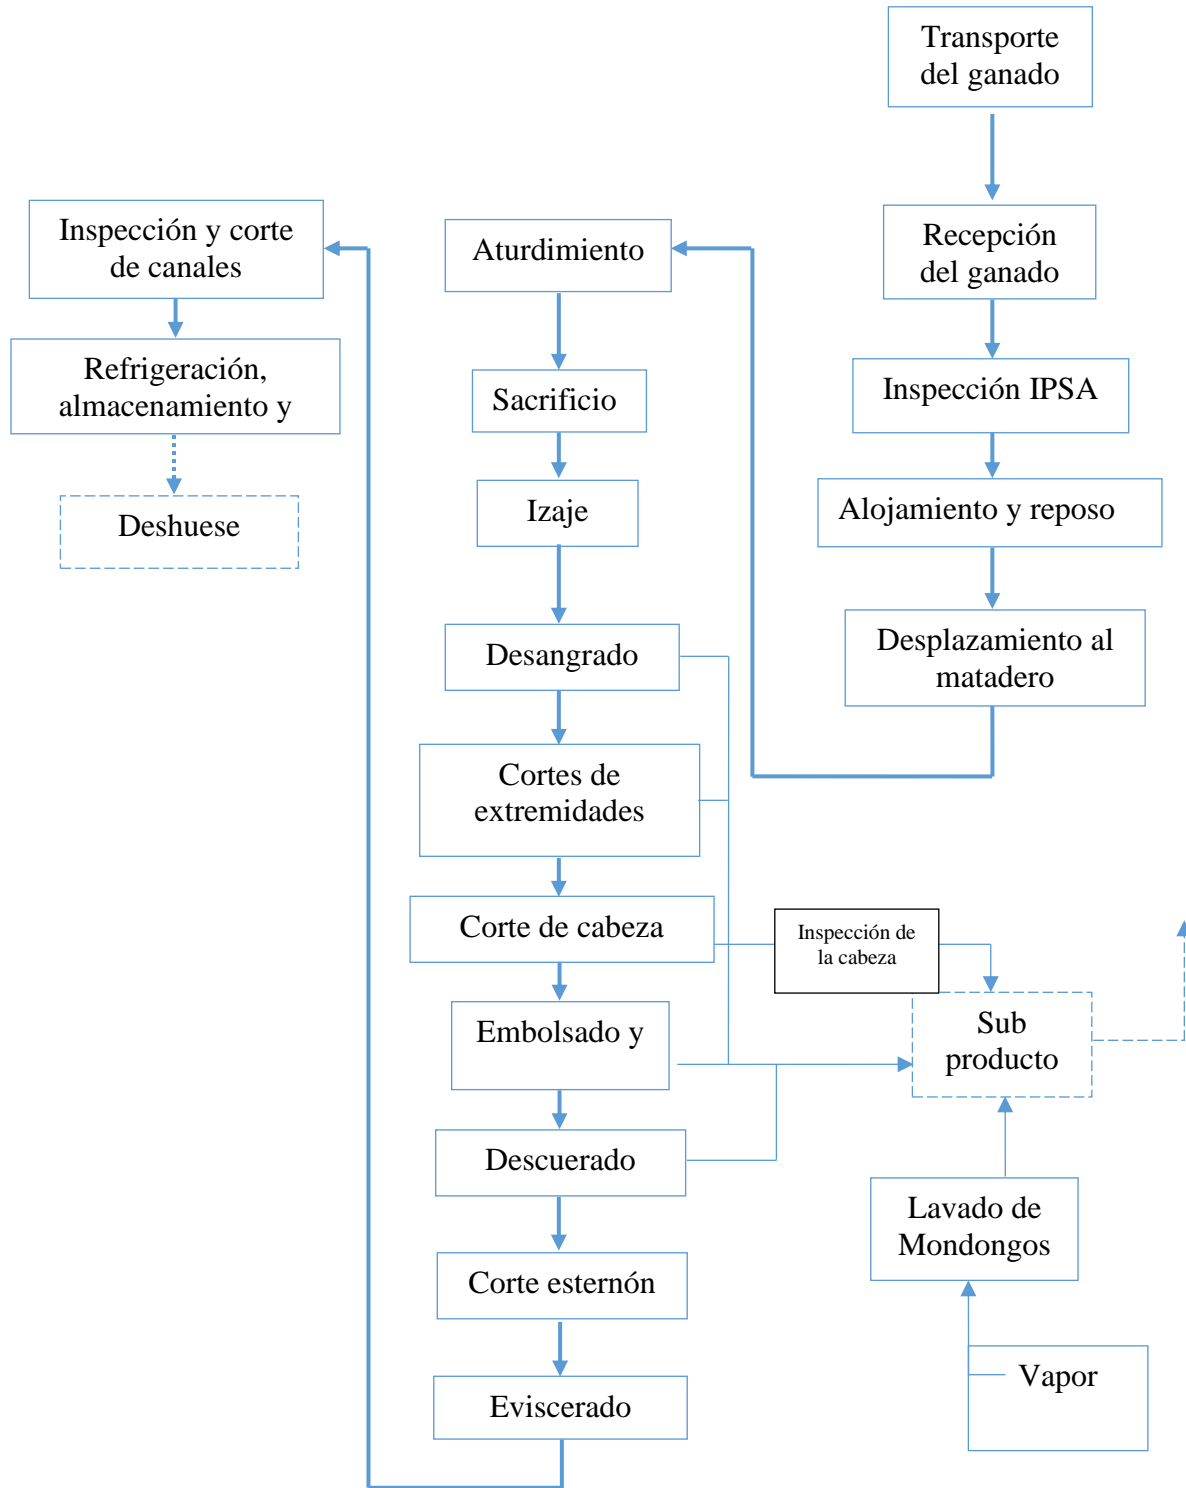 Transporte
del ganado
Recepción
del ganado
Inspección IPSA
Alojamiento y reposo
Desplazamiento al
matadero
Aturdimiento
Sacrificio
Izaje
Desangrado
Cortes de
extremidades
Corte de cabeza
Inspección de
la cabeza
Embolsado y
Sub
producto
Descuerado
Lavado de
Mondongos
Corte esternón
Vapor
Eviscerado
Inspección y corte
de canales
Refrigeración,
almacenamiento y
Deshuese